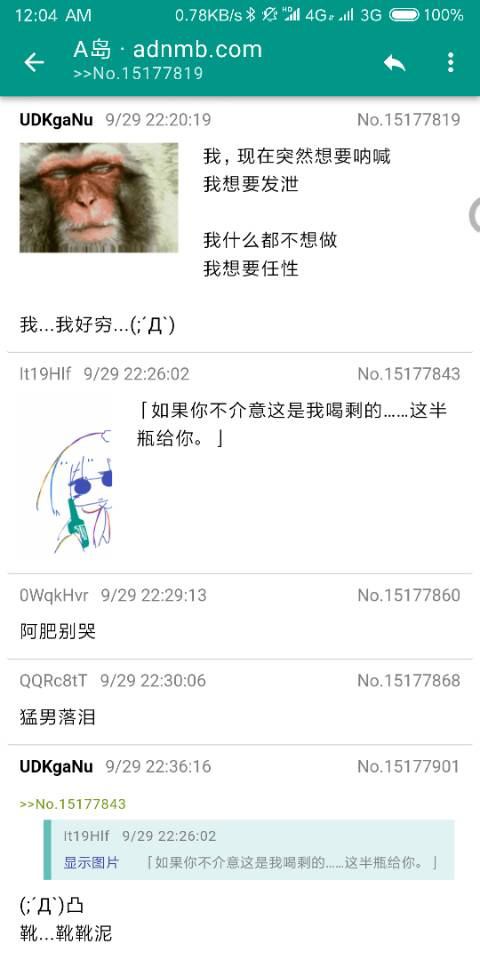 12:04 AM 0.78KB/s HD 4G 3G 100%
A岛 · adnmb.com
>>No.15177819
UDKgaNu 9/29 22:20:19 No.15177819
我，现在突然想要呐喊
我想要发泄
我什么都不想做
我想要任性
我...我好穷...(;´Д`)
It19HIf 9/29 22:26:02 No.15177843
「如果你不介意这是我喝剩的……这半
瓶给你。」
0WqkHvr 9/29 22:29:13 No.15177860
阿肥别哭
QQRc8tT 9/29 22:30:06 No.15177868
猛男落泪
UDKgaNu 9/29 22:36:16 No.15177901
>>No.15177843
It19HIf 9/29 22:26:02
显示图片 「如果你不介意这是我喝剩的……这半瓶给你。」
(;´Д`)凸
靴...靴靴泥